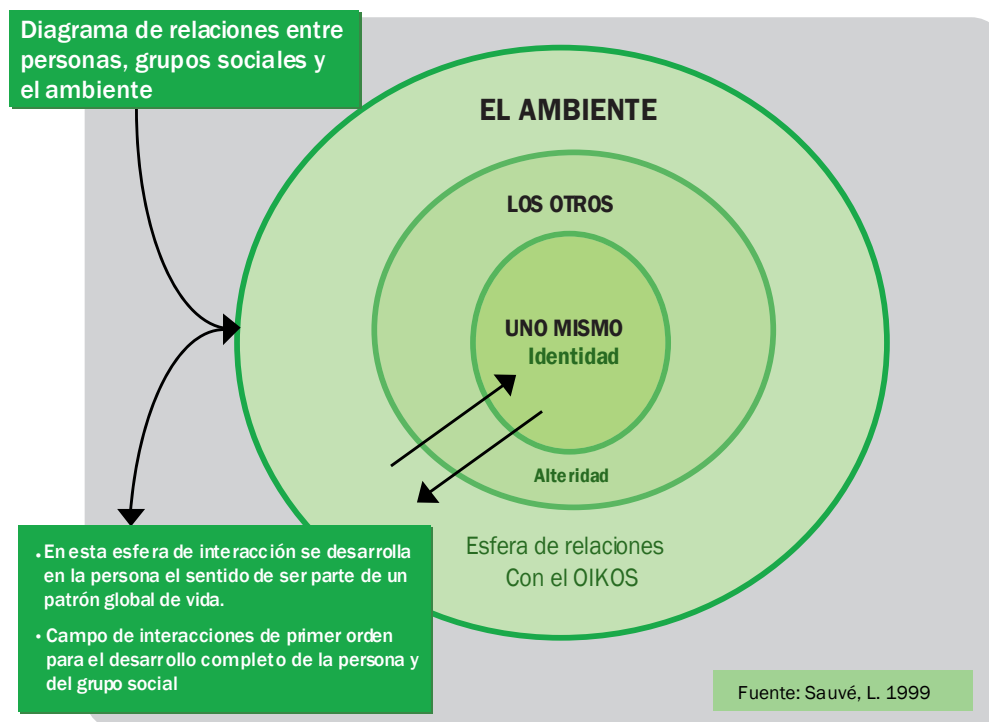 Diagrama de relaciones entre
personas, grupos sociales y
el ambiente
EL AMBIENTE
LOS OTROS
UNO MISMO
Identidad
Alteridad
Esfera de relaciones
Con el OIKOS
• En esta esfera de interacción se desarrolla
en la persona el sentido de ser parte de un
patrón global de vida.
• Campo de interacciones de primer orden
para el desarrollo completo de la persona y
del grupo social
Fuente: Sauvé, L. 1999